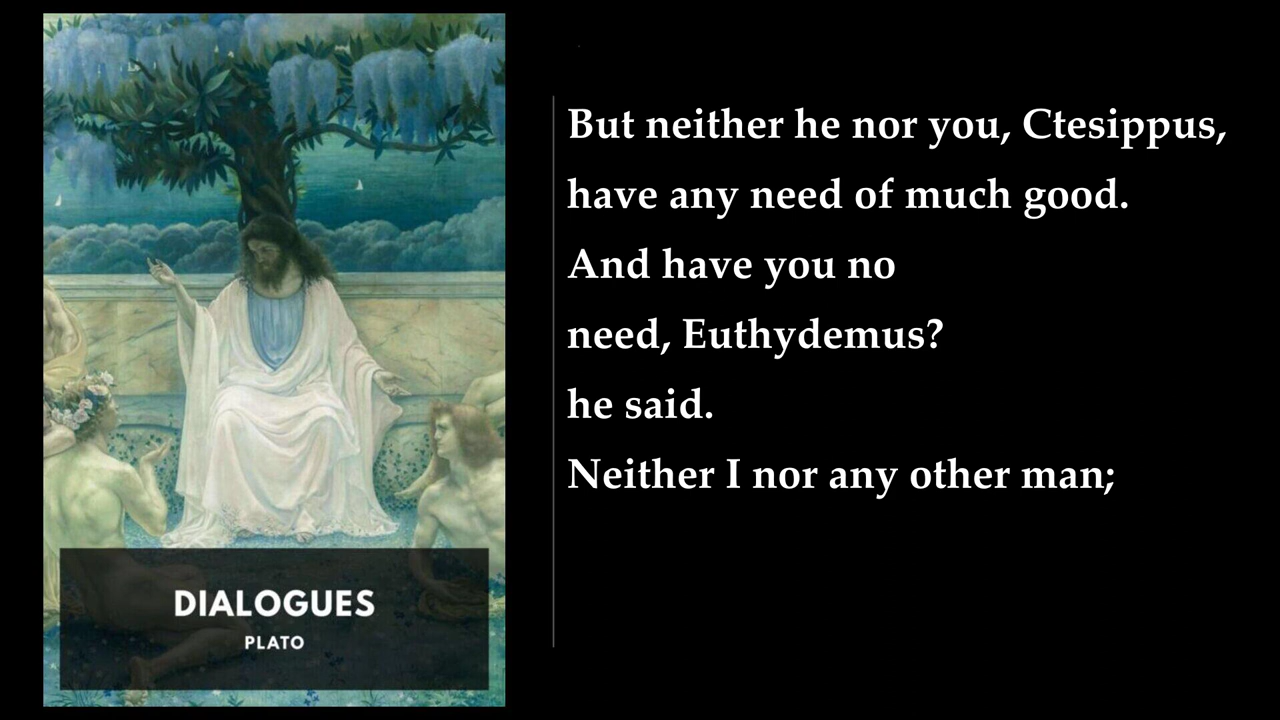 DIALOGUES
PLATO
But neither he nor you, Ctesippus,
have any need of much good.
And have you no
need, Euthydemus?
he said.
Neither I nor any other man;